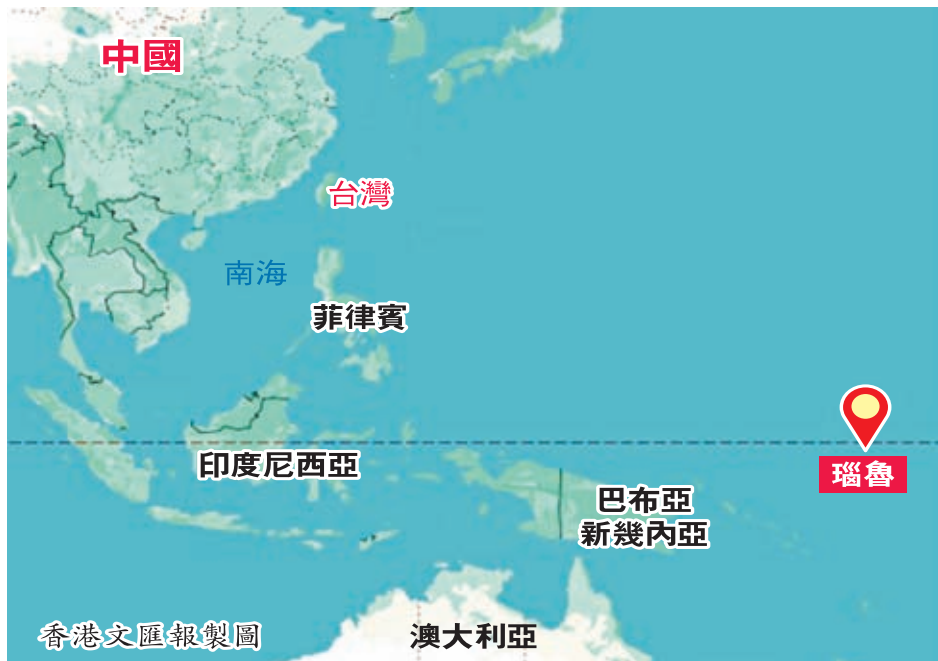 中國
台灣
南海
菲律賓
印度尼西亞
瑙魯
巴布亞
新幾內亞
香港文匯報製圖
澳大利亞